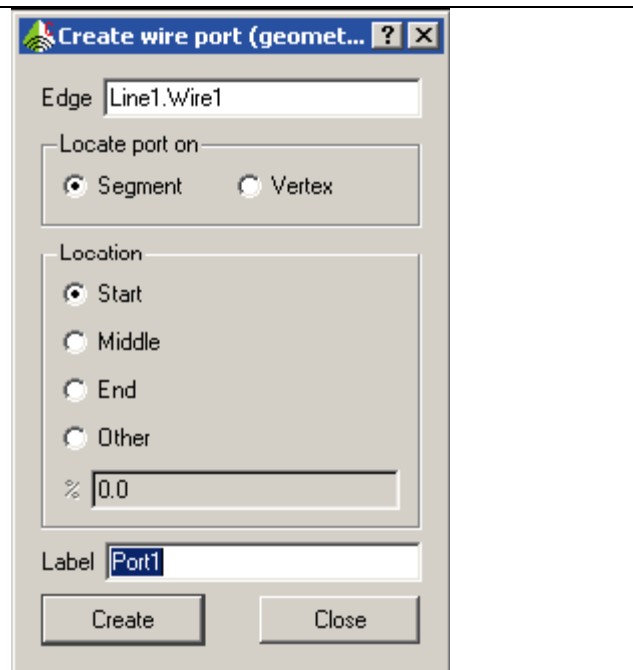 Create wire port (geomet...
Edge Line1.Wire1
Locate port on
Segment Vertex
Location
Start
Middle
End
Other
% 0.0
Label Port1
Create Close